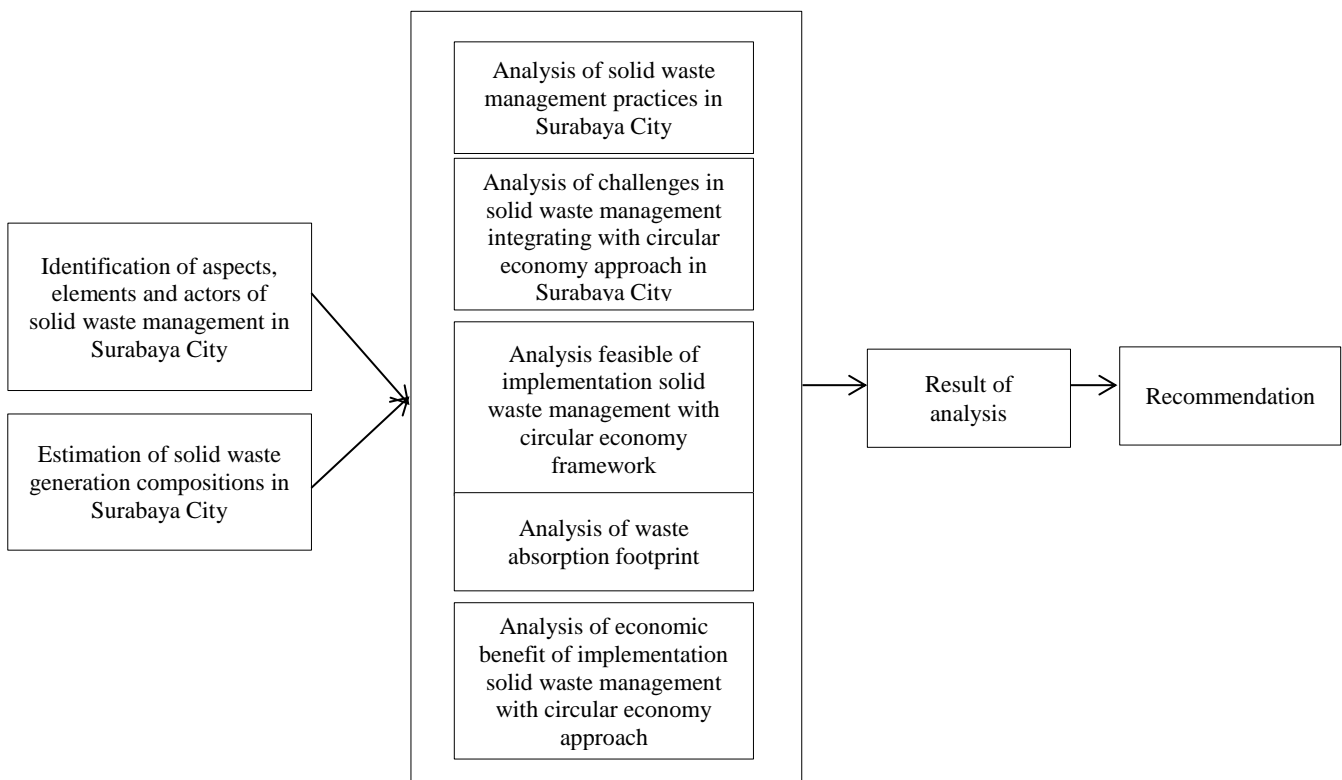 Identification of aspects,
elements and actors of
solid waste management in
Surabaya City
Estimation of solid waste
generation compositions in
Surabaya City
Analysis of solid waste
management practices in
Surabaya City
Analysis of challenges in
solid waste management
integrating with circular
economy approach in
Surabaya City
Analysis feasible of
implementation solid
waste management with
circular economy
framework
Analysis of waste
absorption footprint
Analysis of economic
benefit of implementation
solid waste management
with circular economy
approach
Result of
analysis
Recommendation